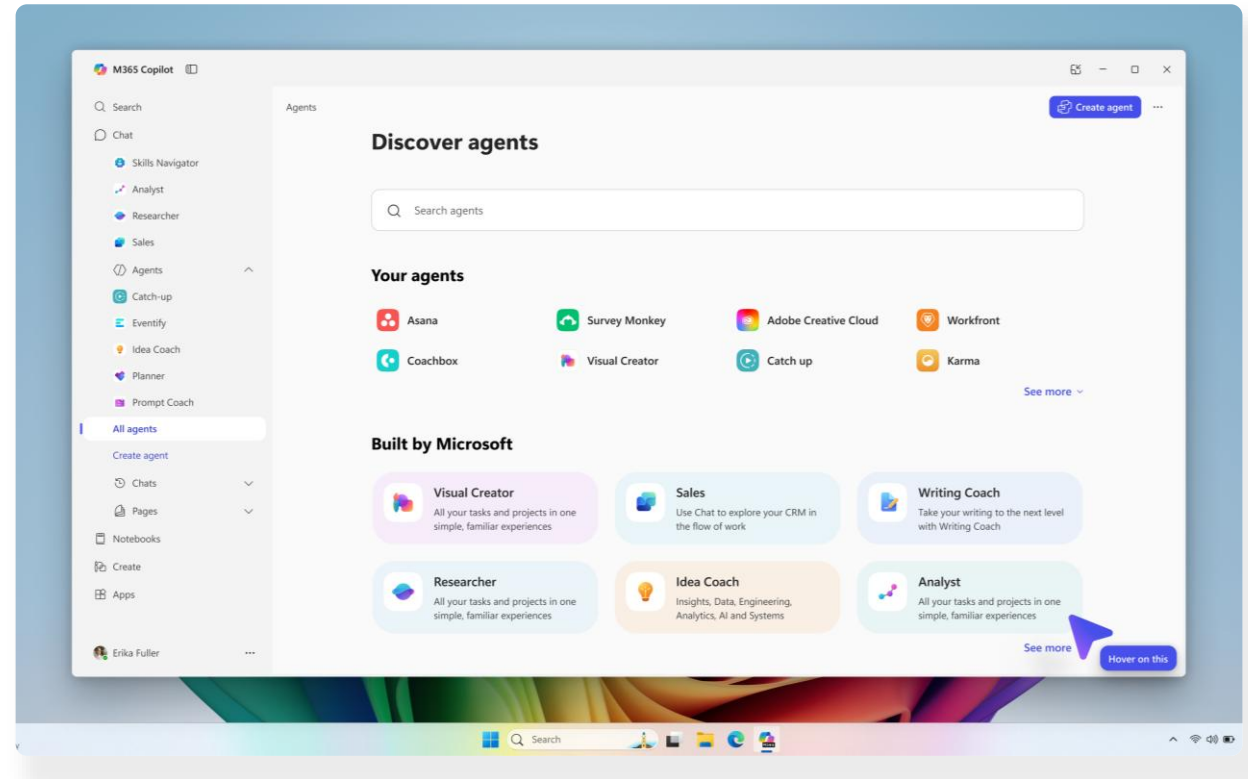 M365 Copilot
Search
Chat
Skills Navigator
Analyst
Researcher
Sales
Agents
Catch-up
Eventify
Idea Coach
Planner
Prompt Coach
All agents
Create agent
Chats
Pages
Notebooks
Create
Apps
Erika Fuller
Agents
Create agent
Discover agents
Search agents
Your agents
Asana
Survey Monkey
Adobe Creative Cloud
Workfront
Coachbox
Visual Creator
Catch up
Karma
See more
Built by Microsoft
Visual Creator
All your tasks and projects in one
simple, familiar experiences
Sales
Use Chat to explore your CRM in
the flow of work
Writing Coach
Take your writing to the next level
with Writing Coach
Researcher
All your tasks and projects in one
simple, familiar experiences
Idea Coach
Insights, Data, Engineering,
Analytics, AI and Systems
Analyst
All your tasks and projects in one
simple, familiar experiences
See more
Hover on this
Search